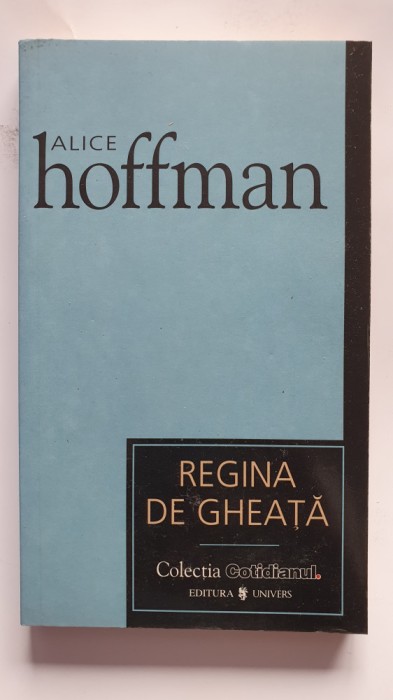 ALICE
hoffman
REGINA
DE GHEAȚĂ
Colecția Cotidianul.
EDITURA UNIVERS